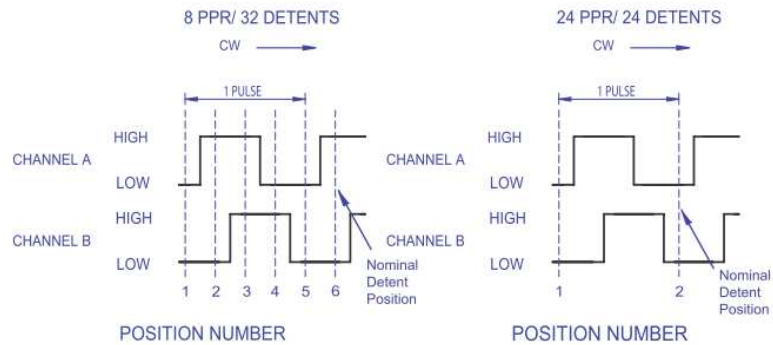 8 PPR/ 32 DETENTS
CW
1 PULSE
HIGH
CHANNEL A
LOW
HIGH
CHANNEL B
LOW
1 2 3 4 5 6
Nominal
Detent
Position
POSITION NUMBER
24 PPR/ 24 DETENTS
CW
1 PULSE
HIGH
CHANNEL A
LOW
HIGH
CHANNEL B
LOW
1 2
Nominal
Detent
Position
POSITION NUMBER